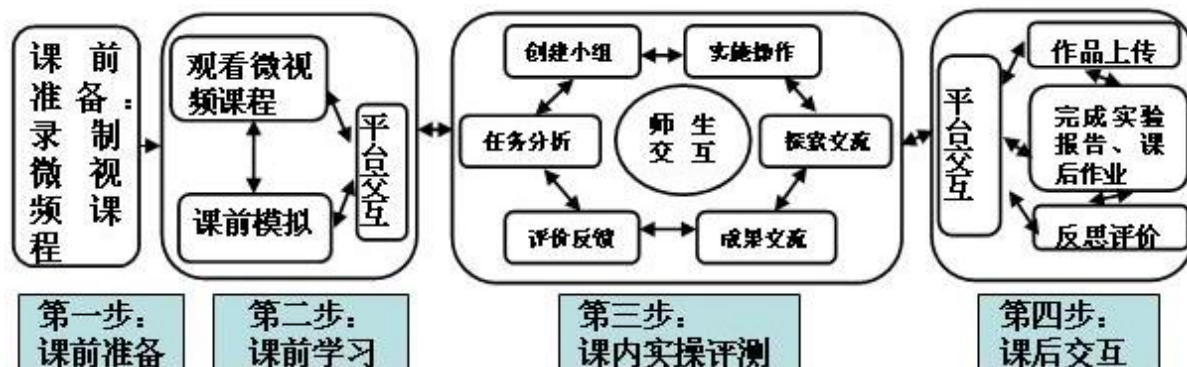 课前
准备：
录制
微视
频课
程
观看微视
频课程
课前模拟
平台交互
创建小组
实施操作
任务分析
师生
交互
探索交流
评价反馈
成果交流
平台交互
作品上传
完成实验
报告、课
后作业
反思评价
第一步：
课前准备
第二步：
课前学习
第三步：
课内实操评测
第四步：
课后交互